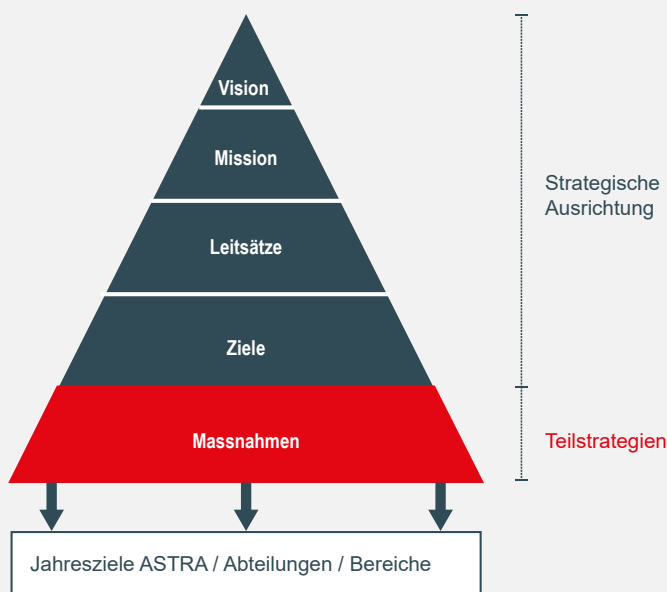 Vision
Mission
Strategische
Ausrichtung
Leitsätze
Ziele
Massnahmen
Teilstrategien
Jahresziele ASTRA / Abteilungen / Bereiche